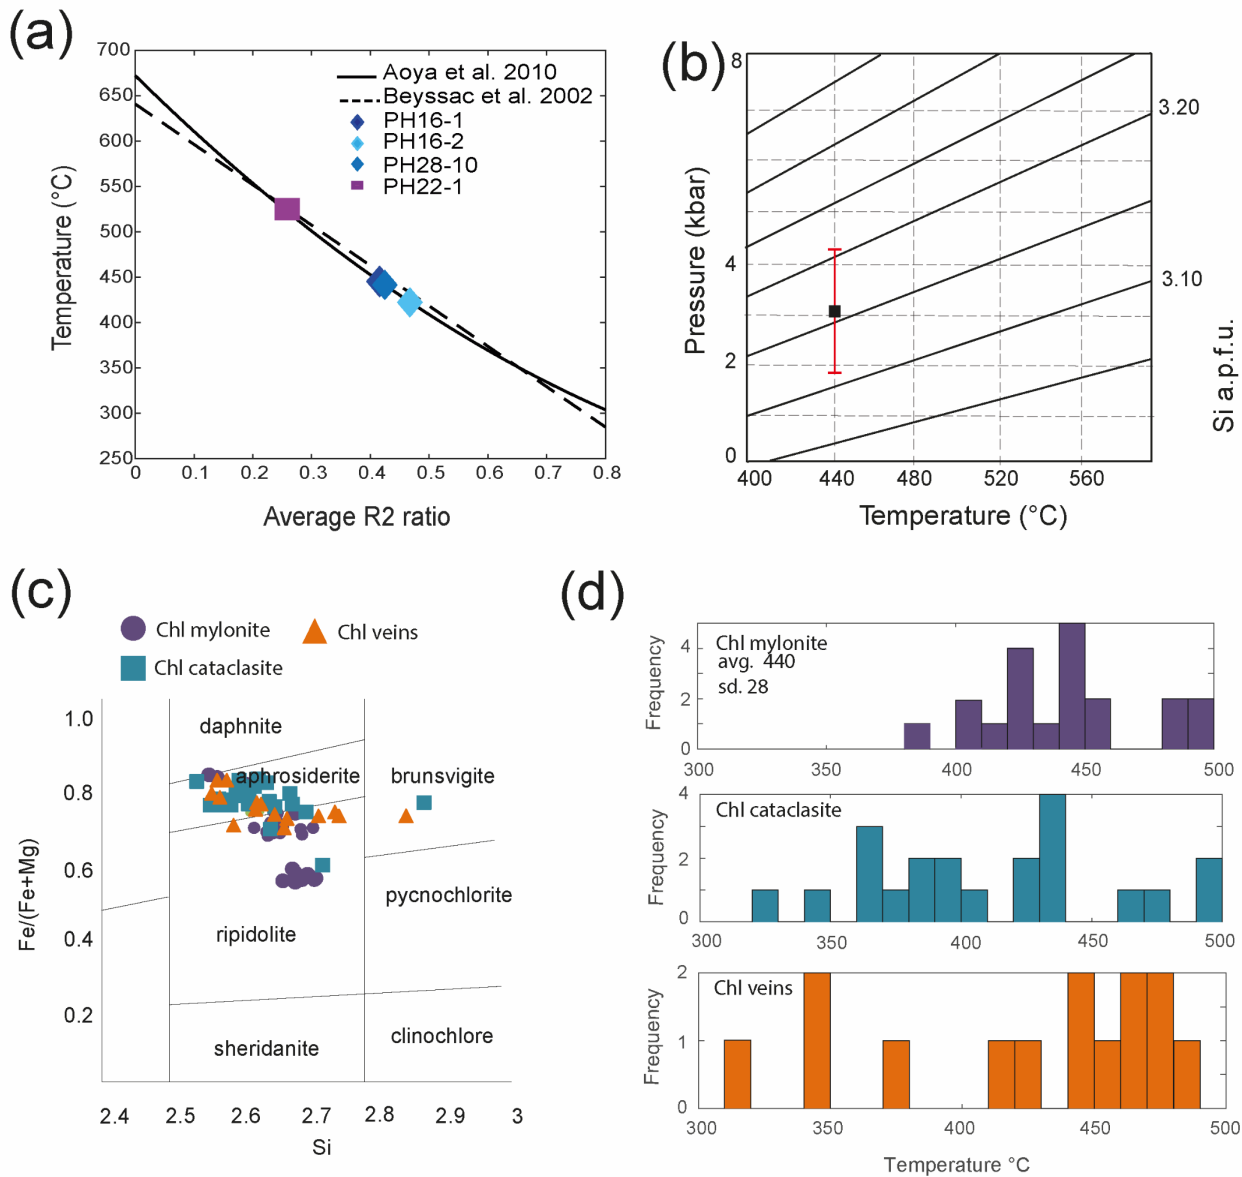 (a)
700
650
600
550
500
450
400
350
300
250
0
0.1
0.2
0.3
0.4
0.5
0.6
0.7
0.8
Temperature (°C)
Average R2 ratio
Aoya et al. 2010
Beyssac et al. 2002
PH16-1
PH16-2
PH28-10
PH22-1
(b)
8
4
2
0
400
440
480
520
560
Pressure (kbar)
Temperature (°C)
3.20
3.10
Si a.p.f.u.
(c)
Chl mylonite
Chl veins
Chl cataclasite
1.0
0.8
0.6
0.4
0.2
Fe/(Fe+Mg)
daphnite
aphrosiderite
brunsvigite
pycnochlorite
ripidolite
sheridanite
clinochlore
2.4
2.5
2.6
2.7
2.8
2.9
3
Si
(d)
Chl mylonite
avg. 440
sd. 28
Frequency
4
2
0
300
350
400
450
500
Chl cataclasite
Frequency
4
2
0
300
350
400
450
500
Chl veins
Frequency
2
1
0
300
350
400
450
500
Temperature °C